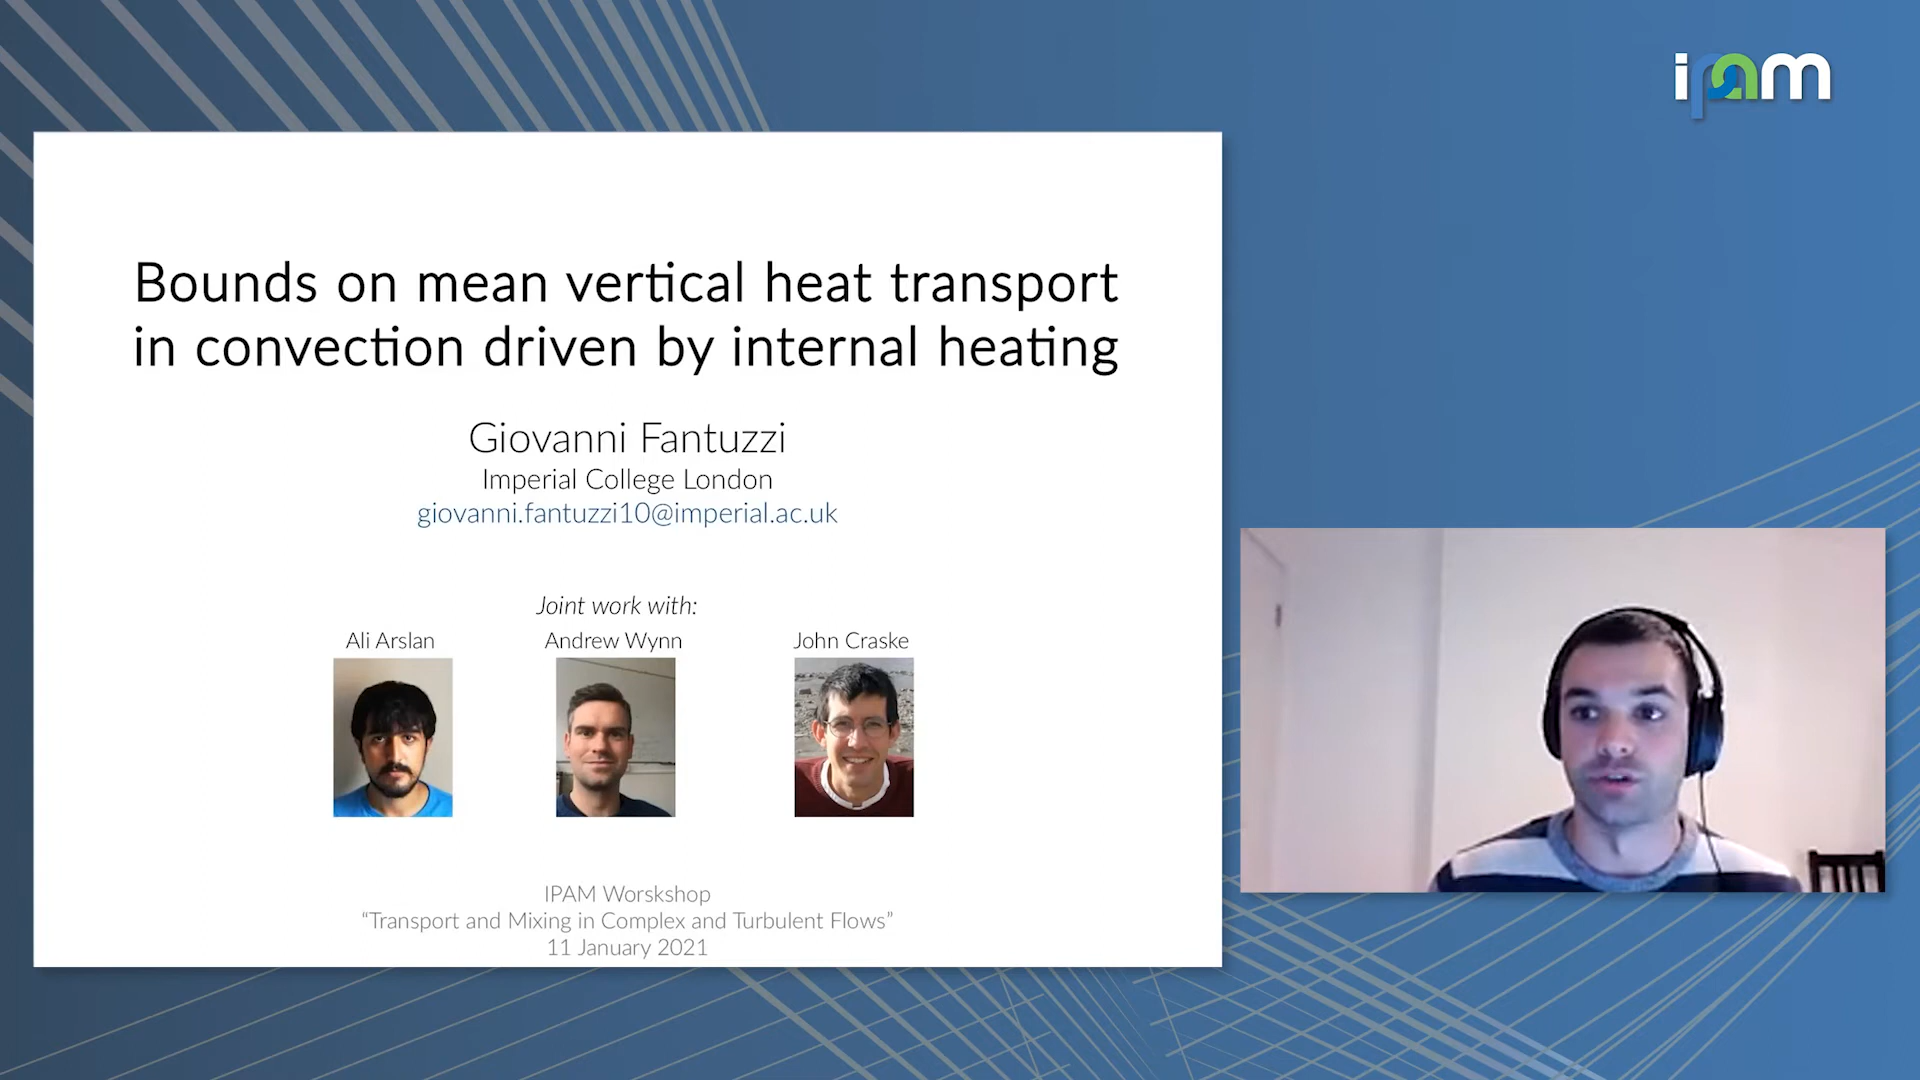 ipam
Bounds on mean vertical heat transport
in convection driven by internal heating
Giovanni Fantuzzi
Imperial College London
giovanni.fantuzzi10@imperial.ac.uk
Joint work with:
Ali Arslan
Andrew Wynn
John Craske
IPAM Worskshop
“Transport and Mixing in Complex and Turbulent Flows”
11 January 2021